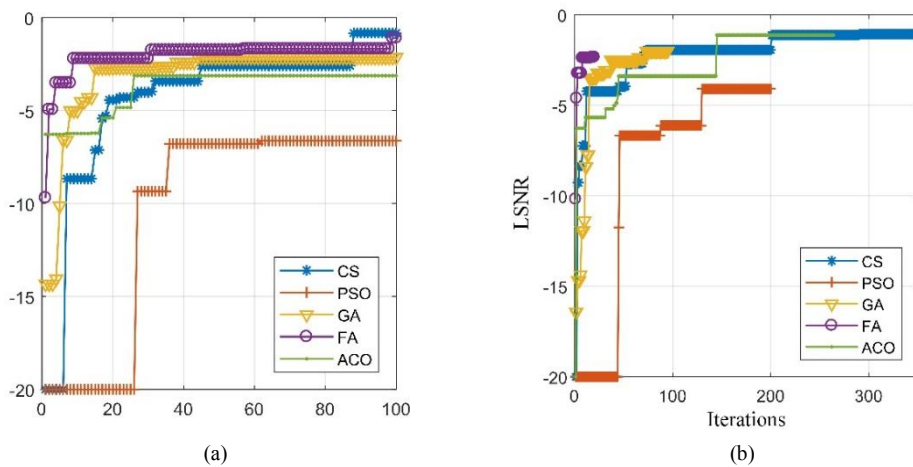 0
-5
-10
-15
-20
0 20 40 60 80 100
CS
PSO
GA
FA
ACO
(a)
LSNR
0
-5
-10
-15
-20
0 100 200 300
Iterations
CS
PSO
GA
FA
ACO
(b)